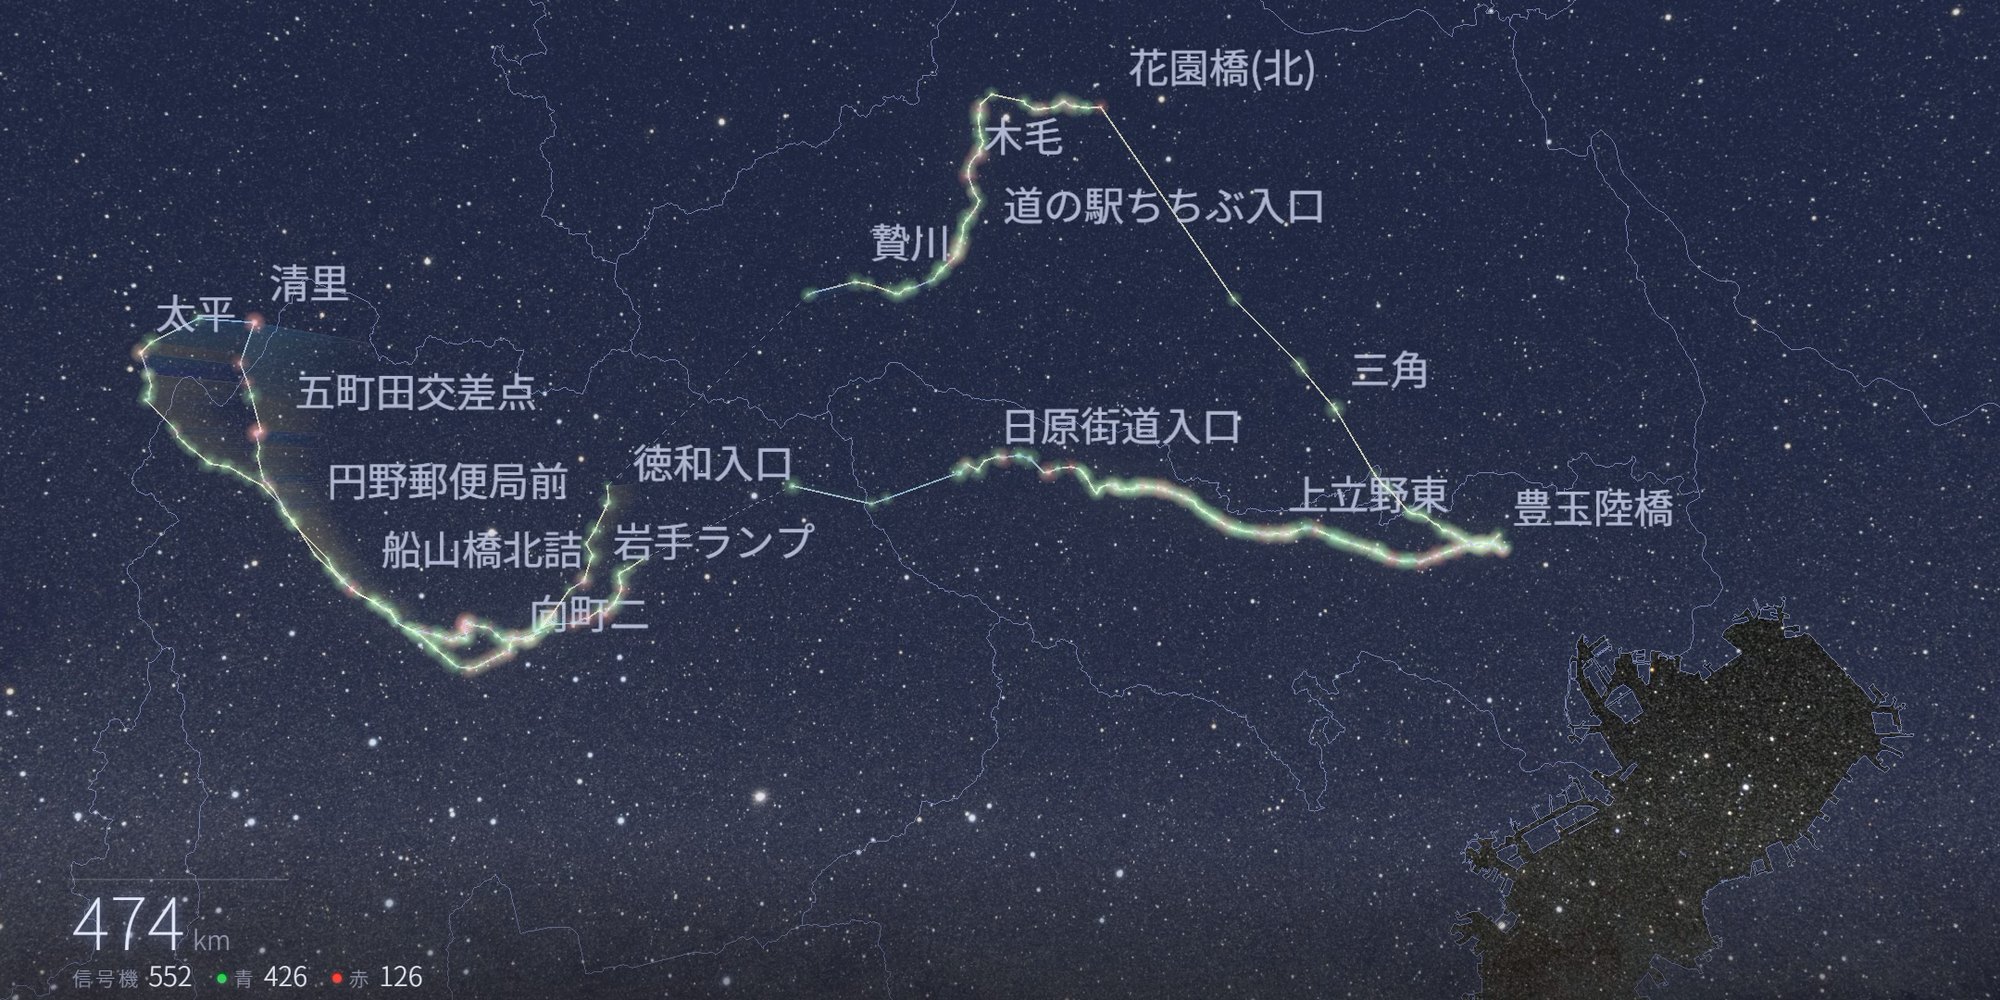 花園橋(北)
木毛
道の駅ちちぶ入口
贄川
清里
太平
三角
五町田交差点
日原街道入口
徳和入口
円野郵便局前
上立野東
豊玉陸橋
船山橋北詰
岩手ランプ
向町二
474 km
信号機 552 青 426 赤 126